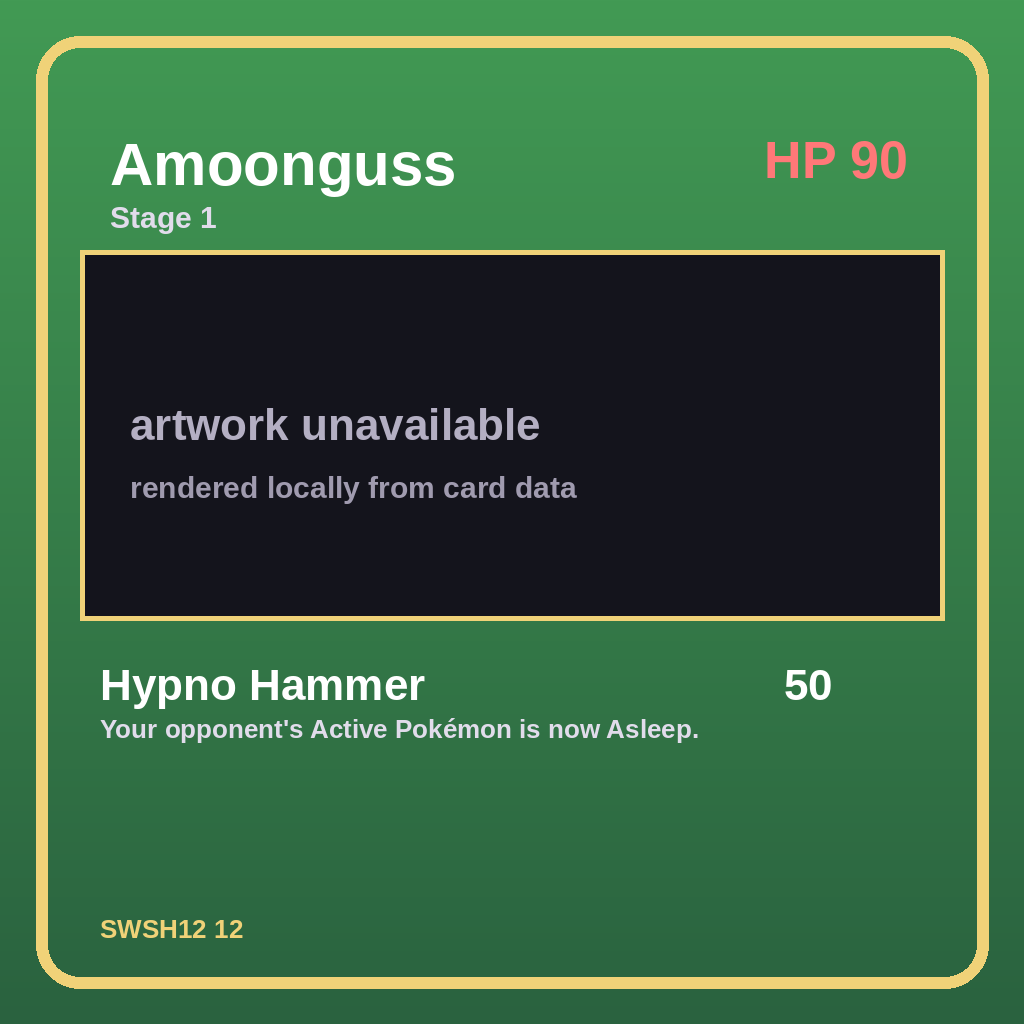 Amoonguss
HP 90
Stage 1
artwork unavailable
rendered locally from card data
Hypno Hammer
50
Your opponent's Active Pokémon is now Asleep.
SWSH12 12